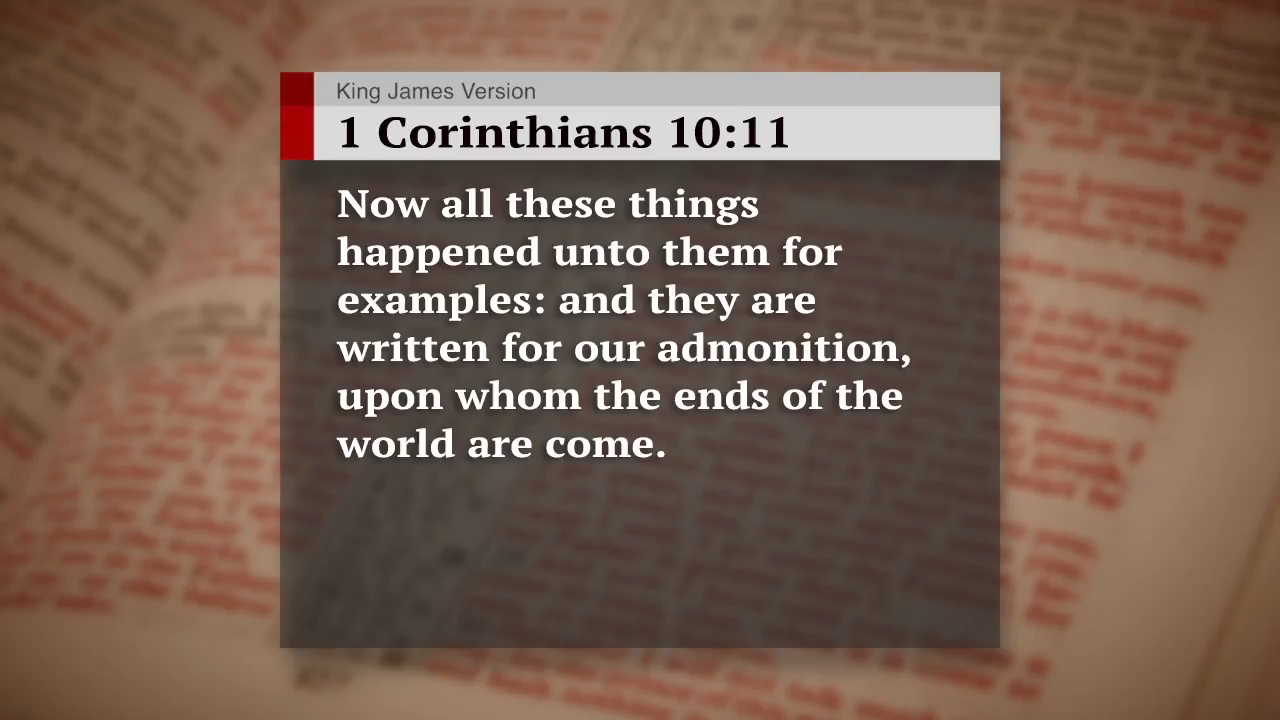 King James Version
1 Corinthians 10:11
Now all these things
happened unto them for
examples: and they are
written for our admonition,
upon whom the ends of the
world are come.